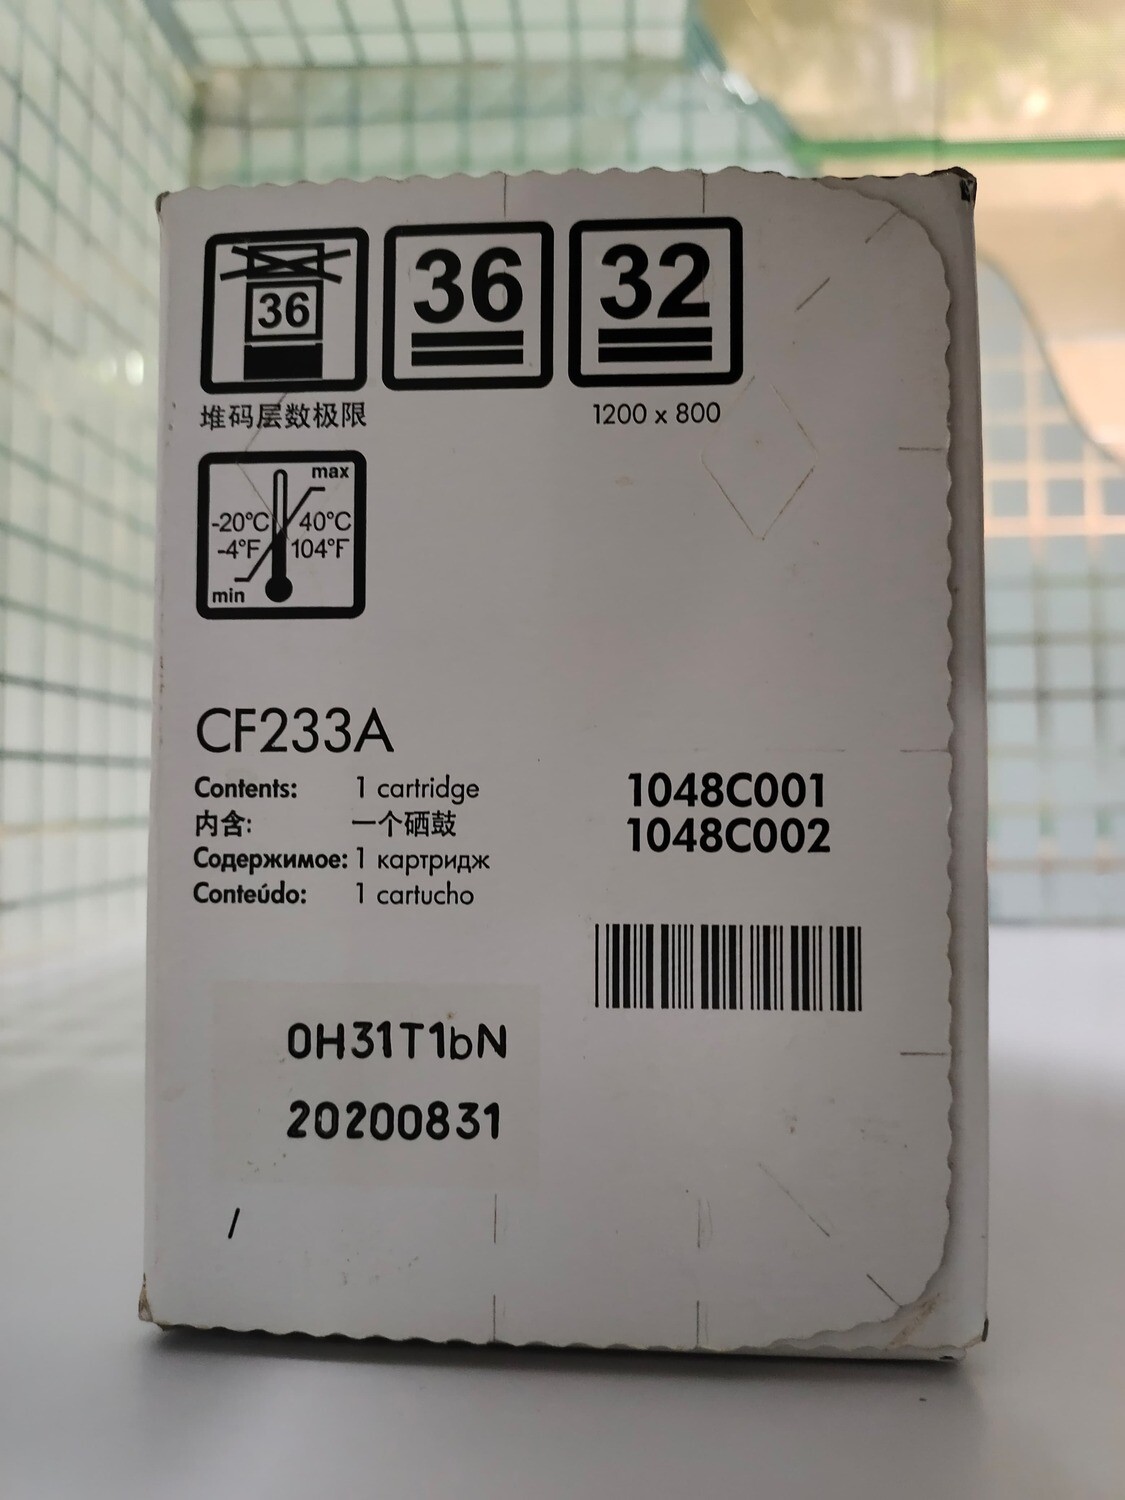 36
36
32
堆码层数极限
1200 x 800
max
-20°C 40°C
-4°F 104°F
min
CF233A
Contents: 1 cartridge
内含: 一个硒鼓
Содержимое: 1 картридж
Conteúdo: 1 cartucho
1048C001
1048C002
0H31T1bN
20200831
/